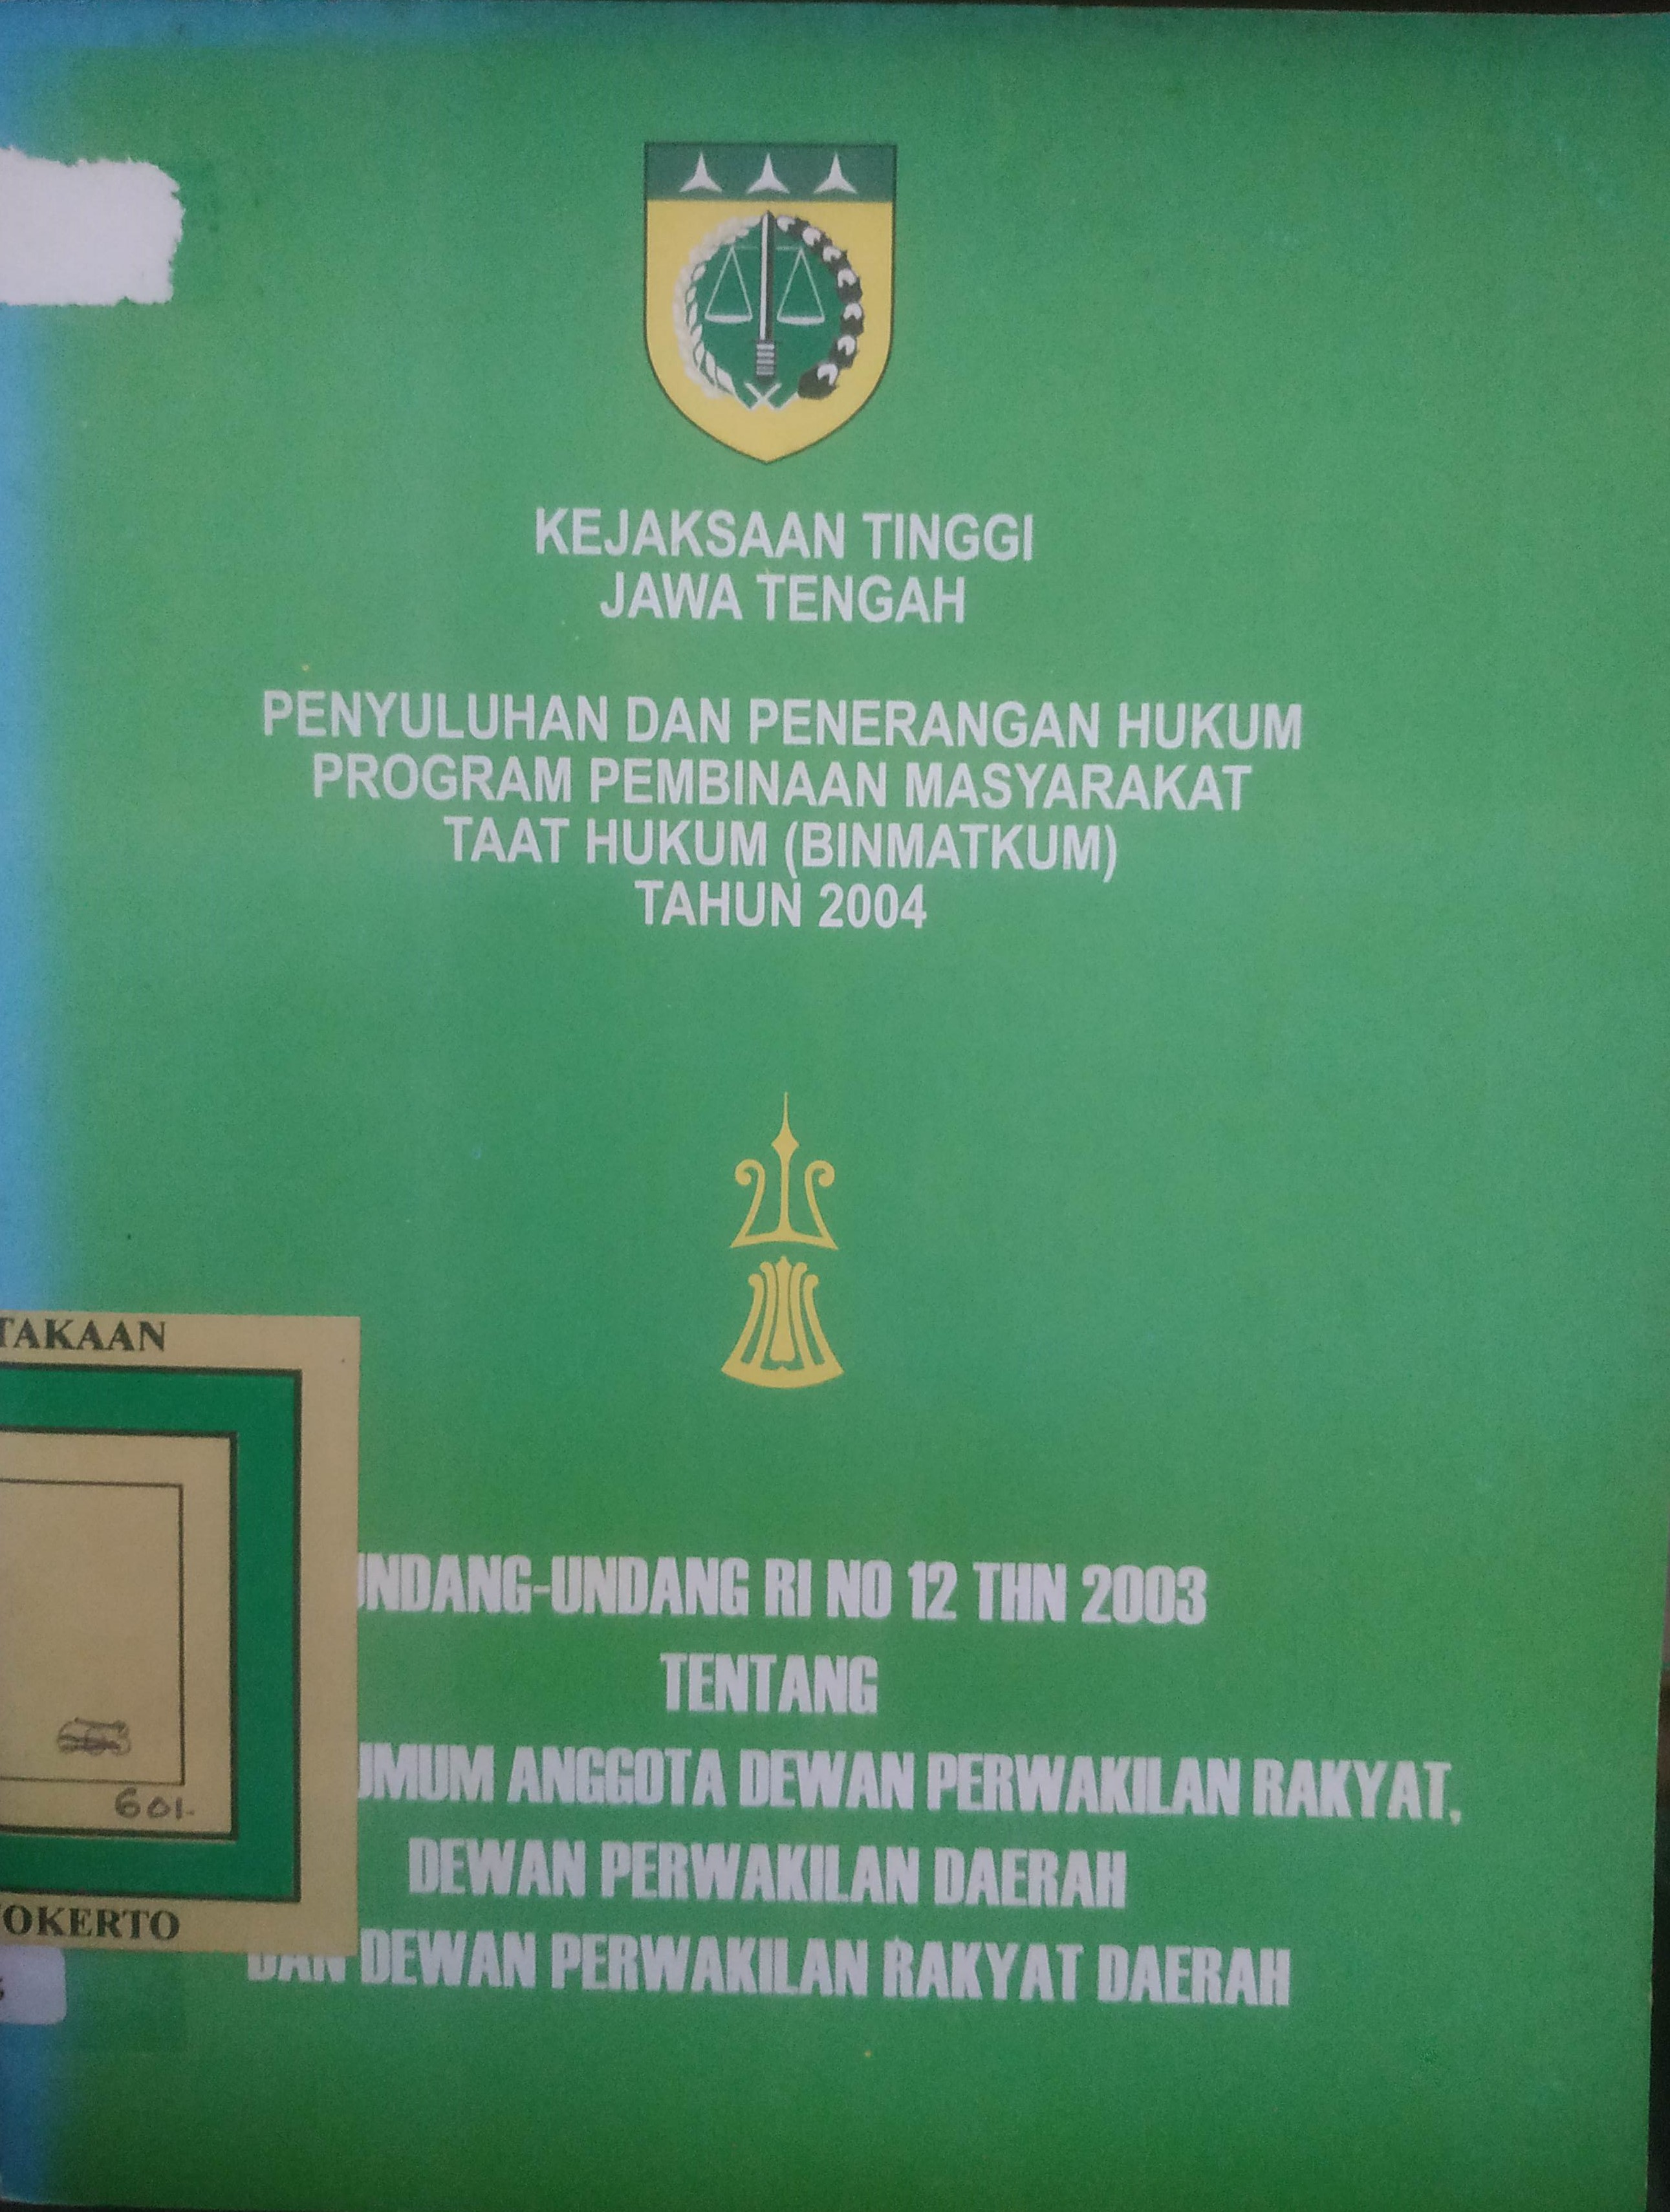 KEJAKSAAN TINGGI
JAWA TENGAH
PENYULUHAN DAN PENERANGAN HUKUM
PROGRAM PEMBINAAN MASYARAKAT
TAAT HUKUM (BINMATKUM)
TAHUN 2004
TAKAAN
601.
OKERTO
NDANG-UNDANG RI NO 12 THN 2003
TENTANG
UMUM ANGGOTA DEWAN PERWAKILAN RAKYAT,
DEWAN PERWAKILAN DAERAH
DAN DEWAN PERWAKILAN RAKYAT DAERAH